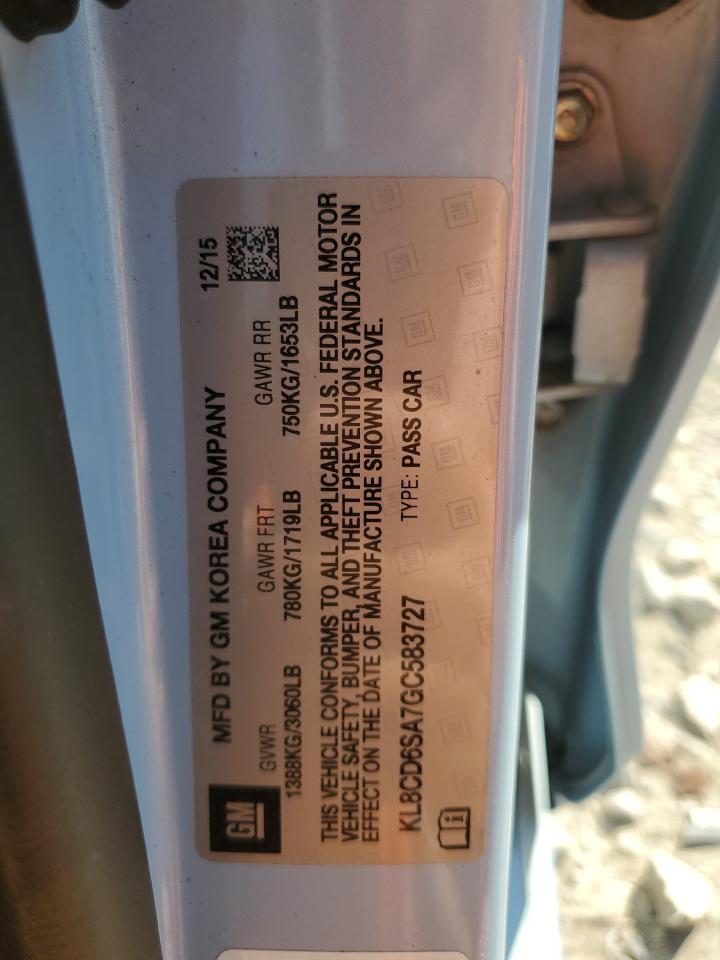 GM
MFD BY GM KOREA COMPANY 12/15
GVWR GAWR FRT GAWR RR
1388KG/3060LB 780KG/1719LB 750KG/1653LB
THIS VEHICLE CONFORMS TO ALL APPLICABLE U.S. FEDERAL MOTOR
VEHICLE SAFETY, BUMPER, AND THEFT PREVENTION STANDARDS IN
EFFECT ON THE DATE OF MANUFACTURE SHOWN ABOVE.
KL8CD6SA7GC583727 TYPE: PASS CAR